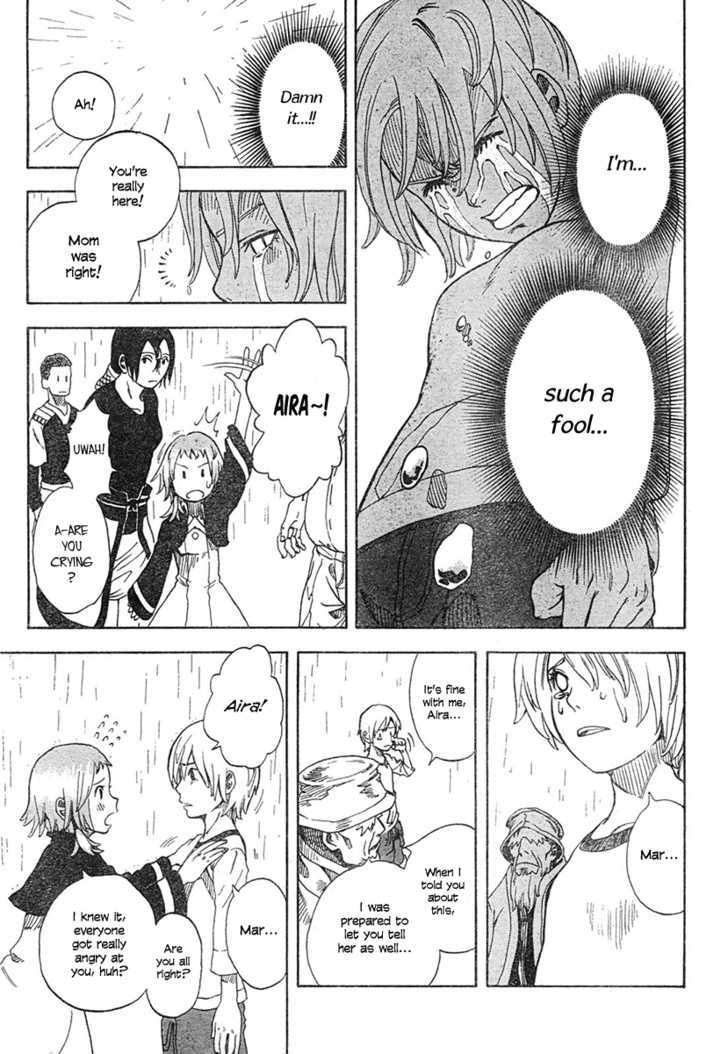 I'm...
such a
fool...
Damn
it...!!
Ah!
You're
really
here!
Mom
was
right!
AIRA~!
UWAH!
A-ARE
YOU
CRYING
?
Mar...
It's fine
with me,
Aira...
When I
told you
about
this,
I was
prepared to
let you tell
her as well...
Aira!
Mar...
Are
you all
right?
I knew it,
everyone
got really
angry at
you, huh?